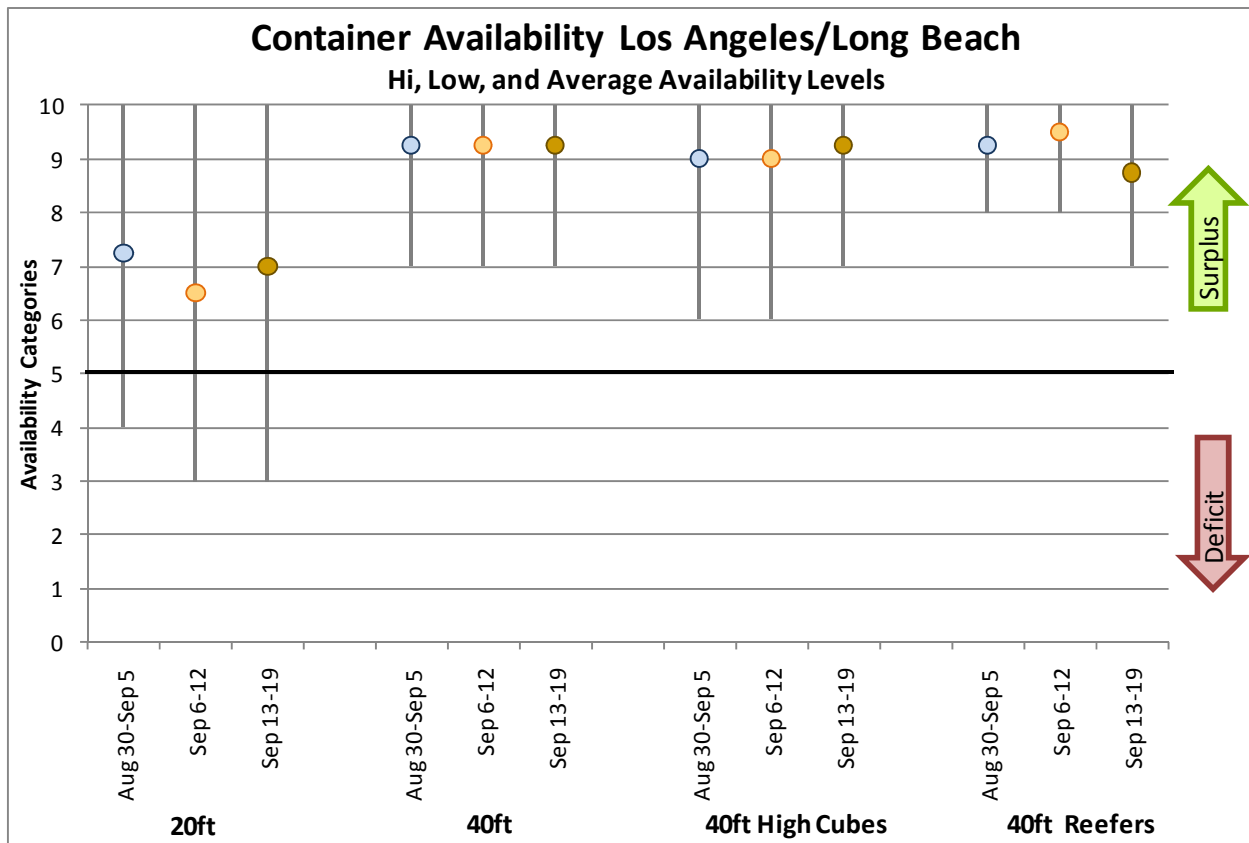 Container Availability Los Angeles/Long Beach
Hi, Low, and Average Availability Levels
Availability Categories
10
9
8
7
6
5
4
3
2
1
0
Surplus
Deficit
Aug 30-Sep 5
Sep 6-12
Sep 13-19
Aug 30-Sep 5
Sep 6-12
Sep 13-19
Aug 30-Sep 5
Sep 6-12
Sep 13-19
Aug 30-Sep 5
Sep 6-12
Sep 13-19
20ft
40ft
40ft High Cubes
40ft Reefers